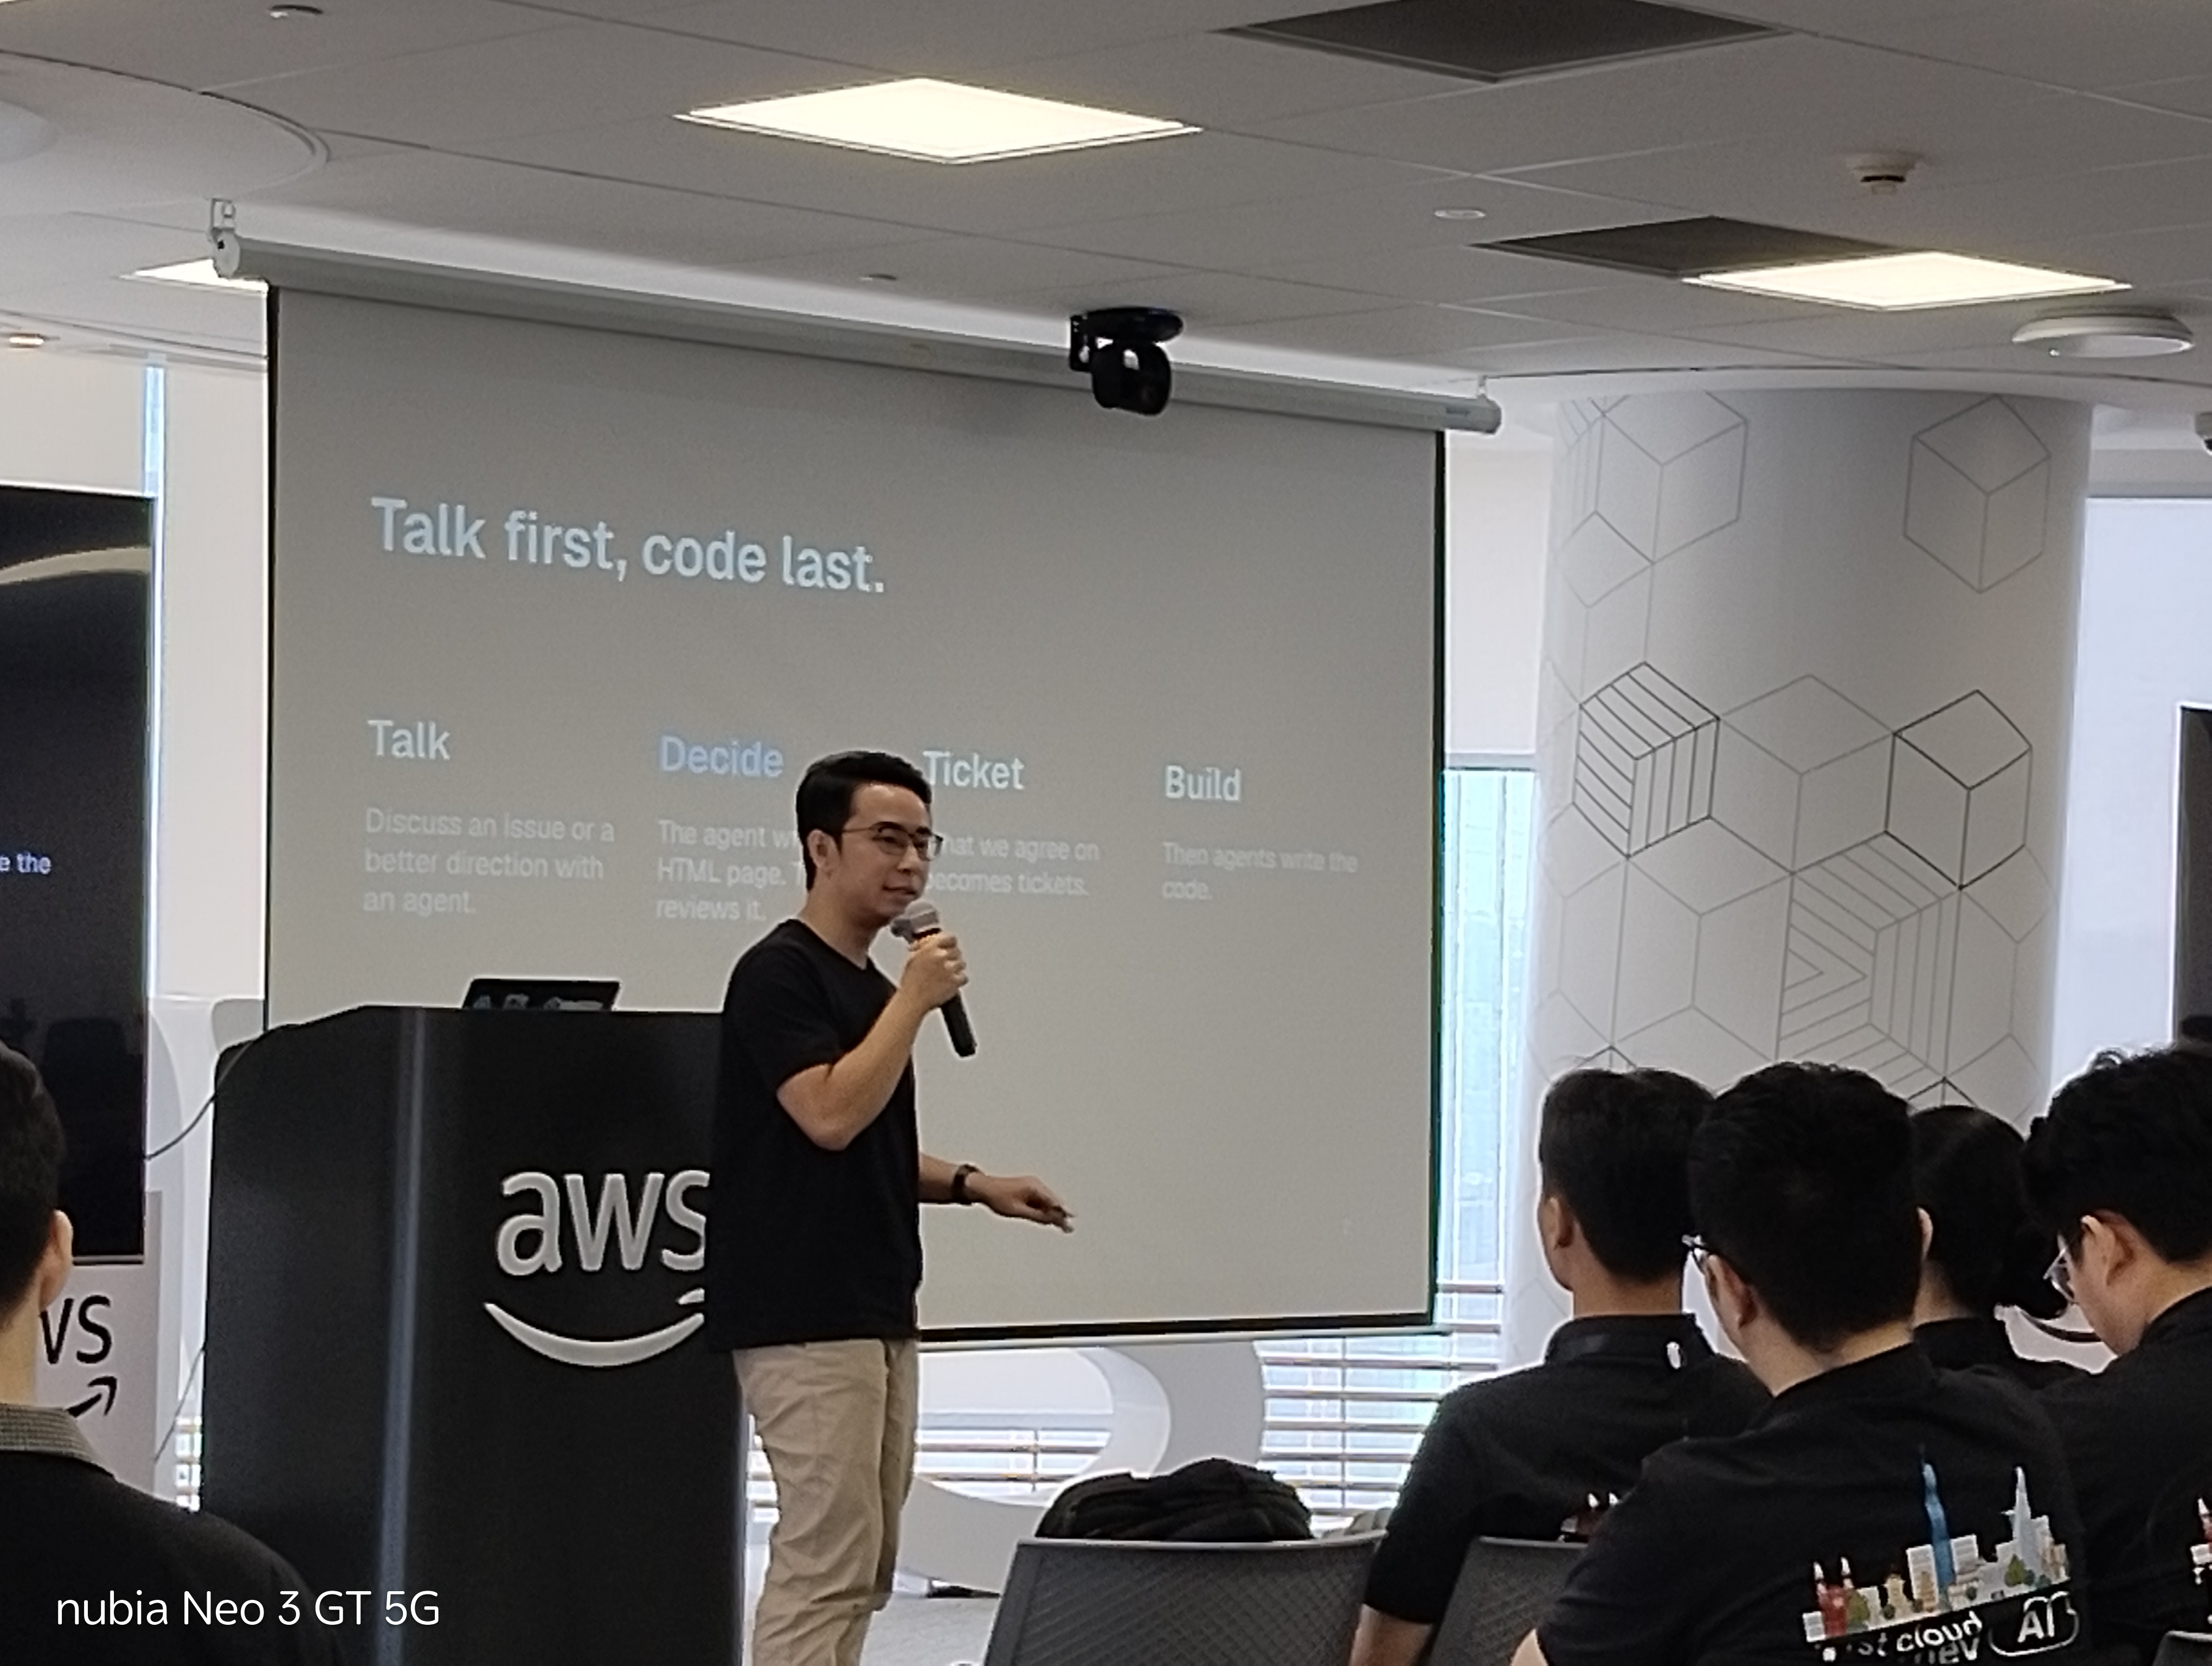 Talk first, code last.
Talk
Discuss an issue or a
better direction with
an agent.
Decide
The agent
HTML page.
reviews it.
Ticket
we agree on
tickets.
Build
Then agents write the
code.
the
aws
nubia Neo 3 GT 5G
cloud
AI